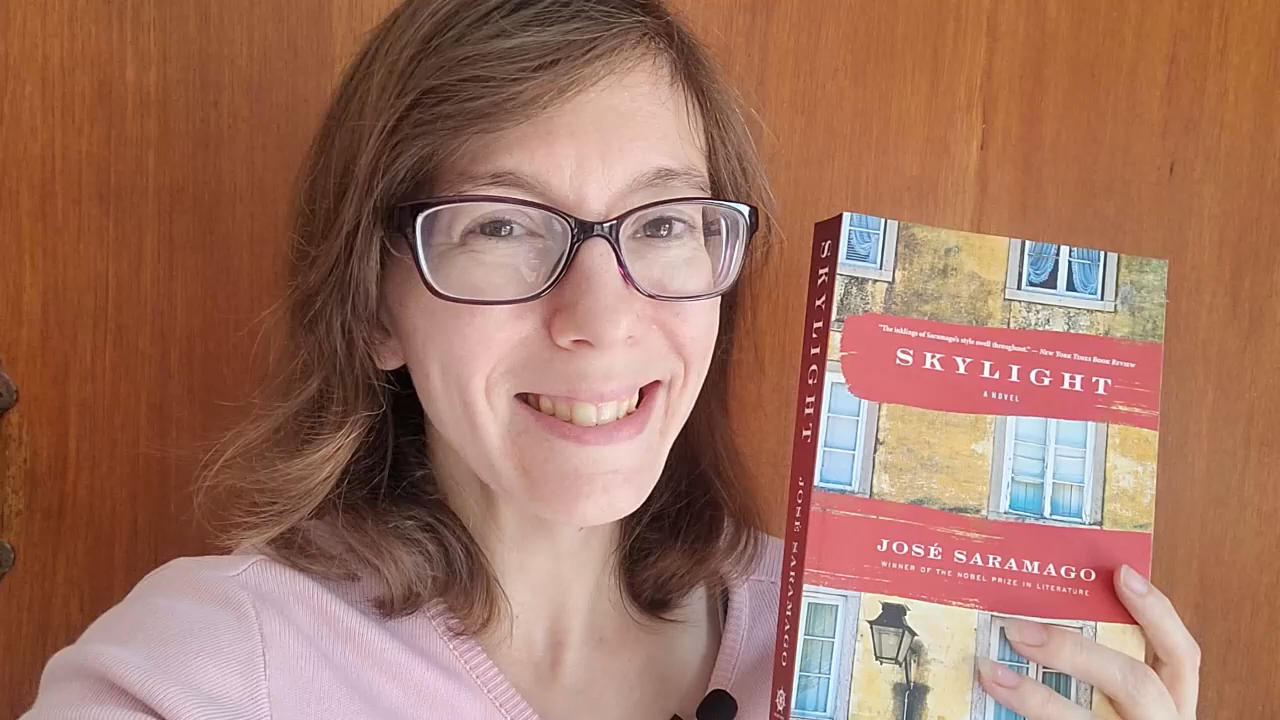 SKYLIGHT
JOSÉ SARAMAGO
"The inklings of Saramago's style swell throughout." — NEW YORK TIMES BOOK REVIEW
SKYLIGHT
A NOVEL
JOSÉ SARAMAGO
WINNER OF THE NOBEL PRIZE IN LITERATURE